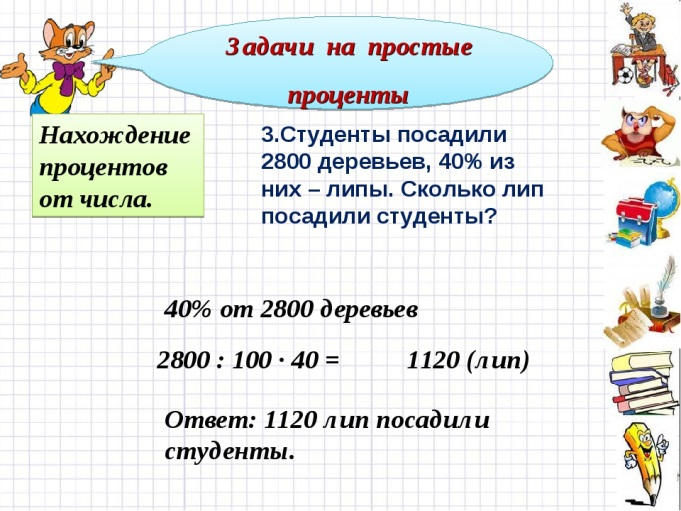 Задачи на простые
проценты
Нахождение
процентов
от числа.
3.Студенты посадили
2800 деревьев, 40% из
них – липы. Сколько лип
посадили студенты?
40% от 2800 деревьев
2800 : 100 · 40 = 1120 (лип)
Ответ: 1120 лип посадили
студенты.